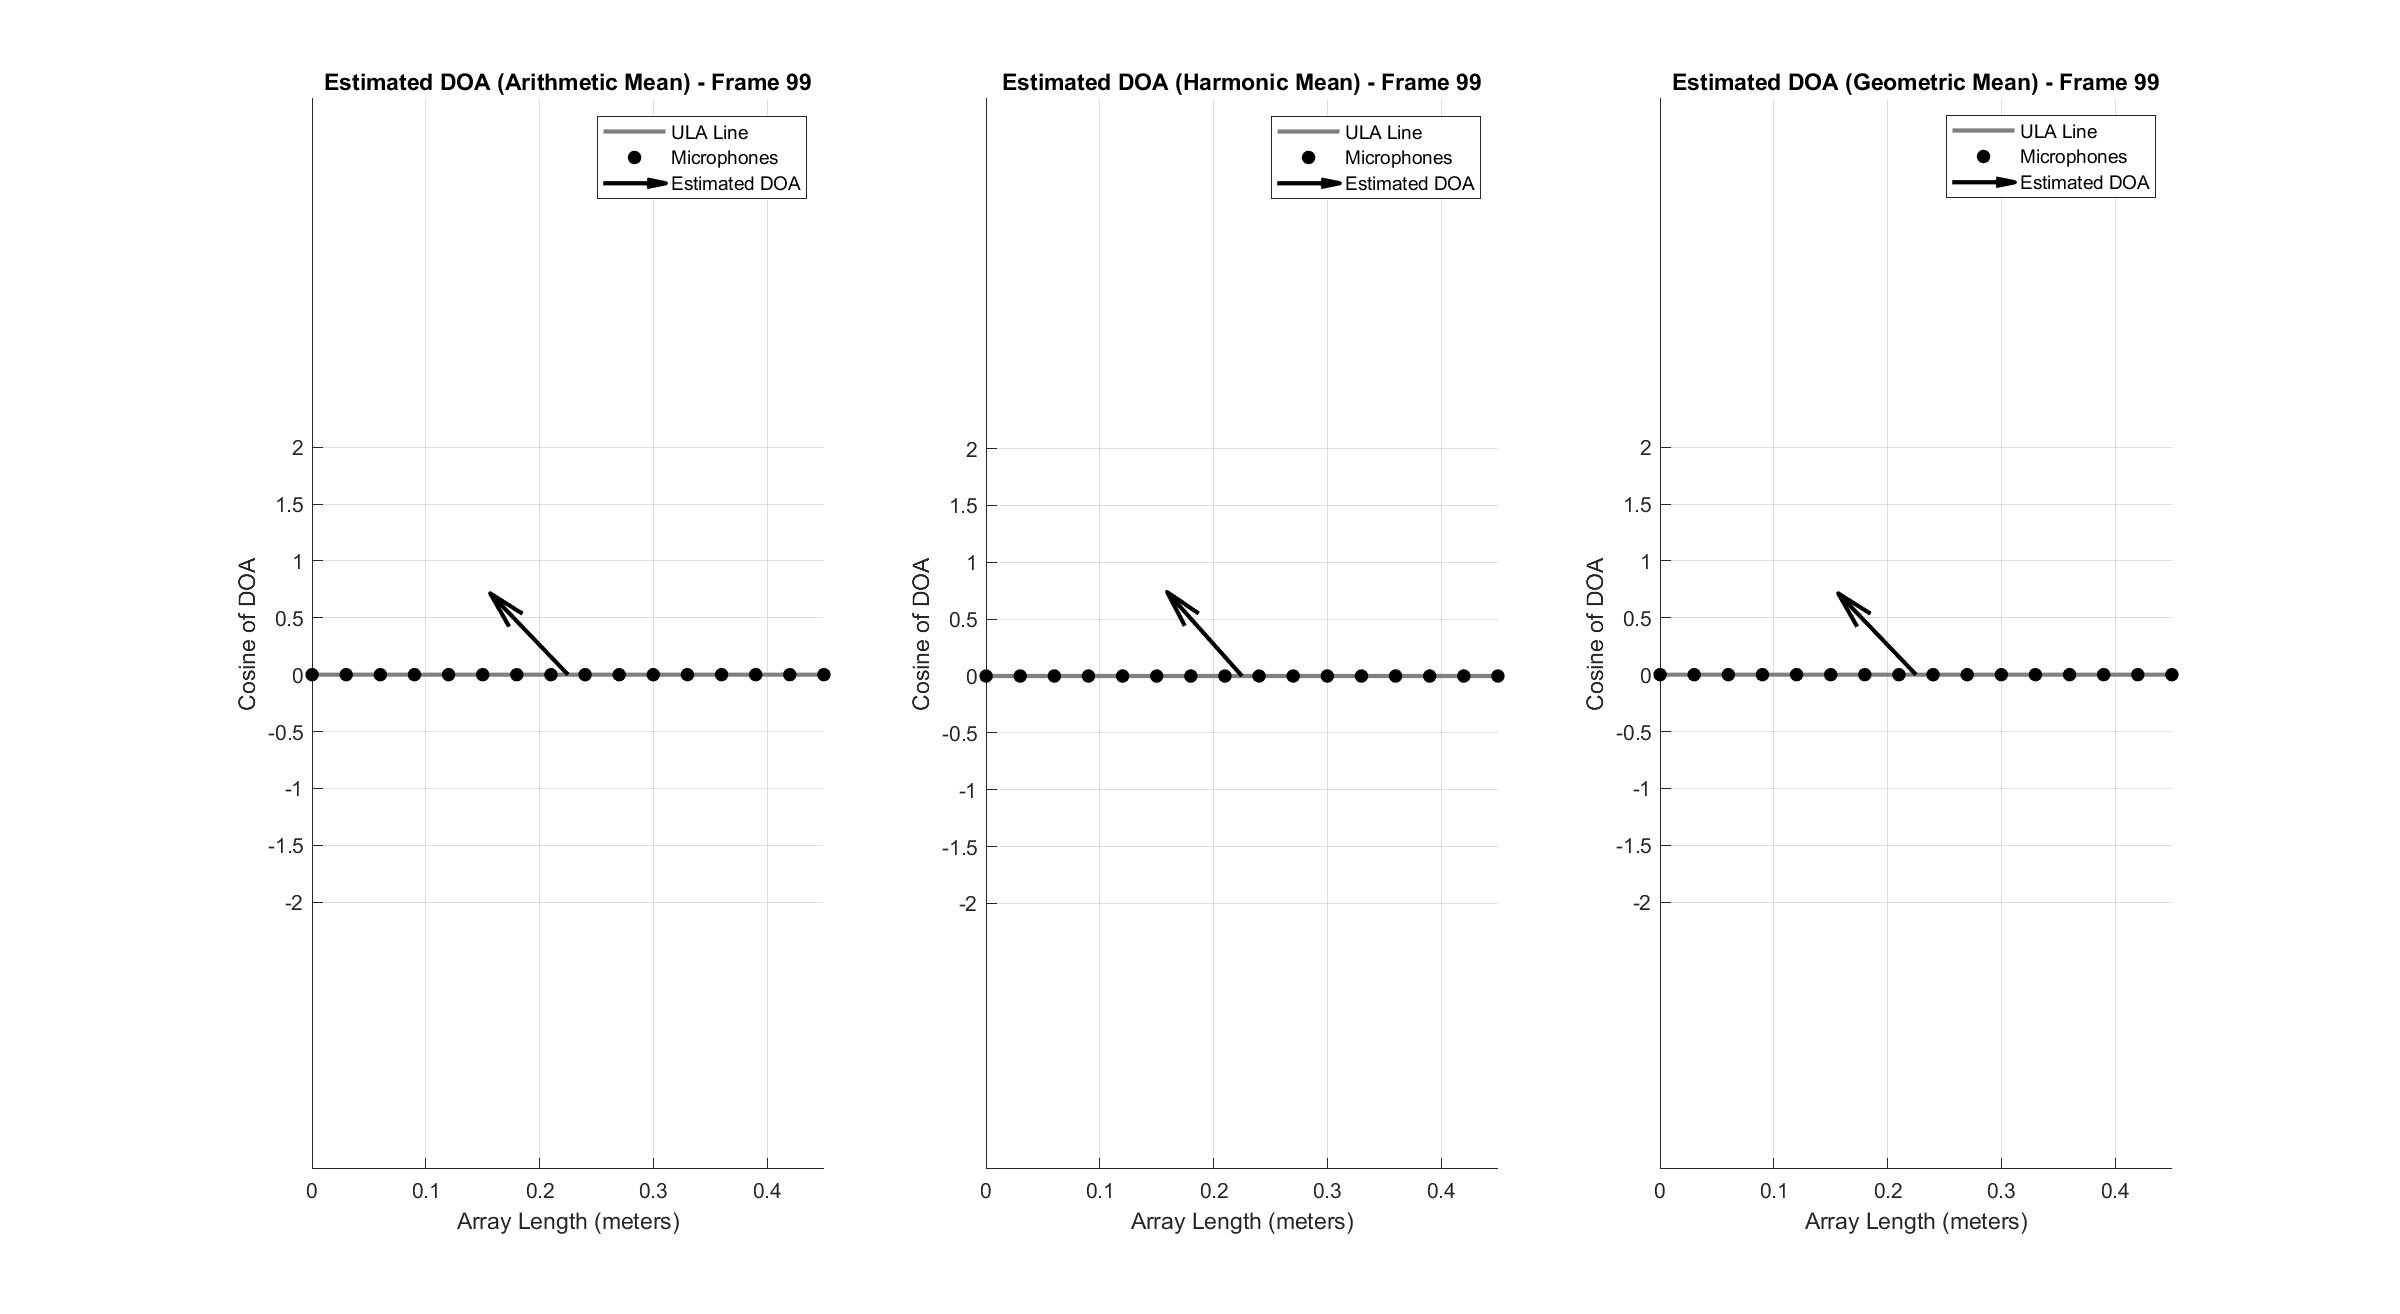 Estimated DOA (Arithmetic Mean) - Frame 99
ULA Line
Microphones
Estimated DOA
Cosine of DOA
2
1.5
1
0.5
0
-0.5
-1
-1.5
-2
0 0.1 0.2 0.3 0.4
Array Length (meters)
Estimated DOA (Harmonic Mean) - Frame 99
ULA Line
Microphones
Estimated DOA
Cosine of DOA
2
1.5
1
0.5
0
-0.5
-1
-1.5
-2
0 0.1 0.2 0.3 0.4
Array Length (meters)
Estimated DOA (Geometric Mean) - Frame 99
ULA Line
Microphones
Estimated DOA
Cosine of DOA
2
1.5
1
0.5
0
-0.5
-1
-1.5
-2
0 0.1 0.2 0.3 0.4
Array Length (meters)